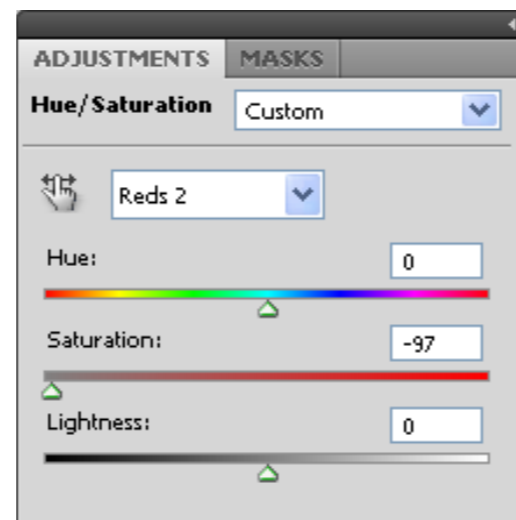 ADJUSTMENTS MASKS
Hue/Saturation Custom
Reds 2
Hue: 0
Saturation: -97
Lightness: 0